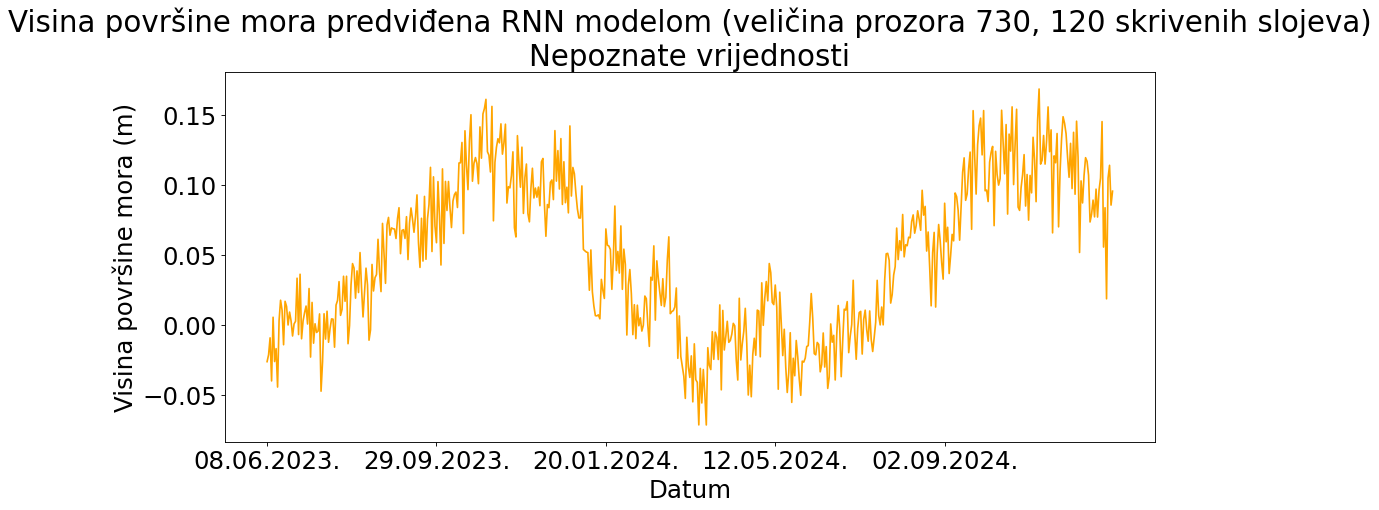 Visina površine mora predviđena RNN modelom (veličina prozora 730, 120 skrivenih slojeva)
Nepoznate vrijednosti
Visina površine mora (m)
0.15
0.10
0.05
0.00
−0.05
08.06.2023. 29.09.2023. 20.01.2024. 12.05.2024. 02.09.2024.
Datum